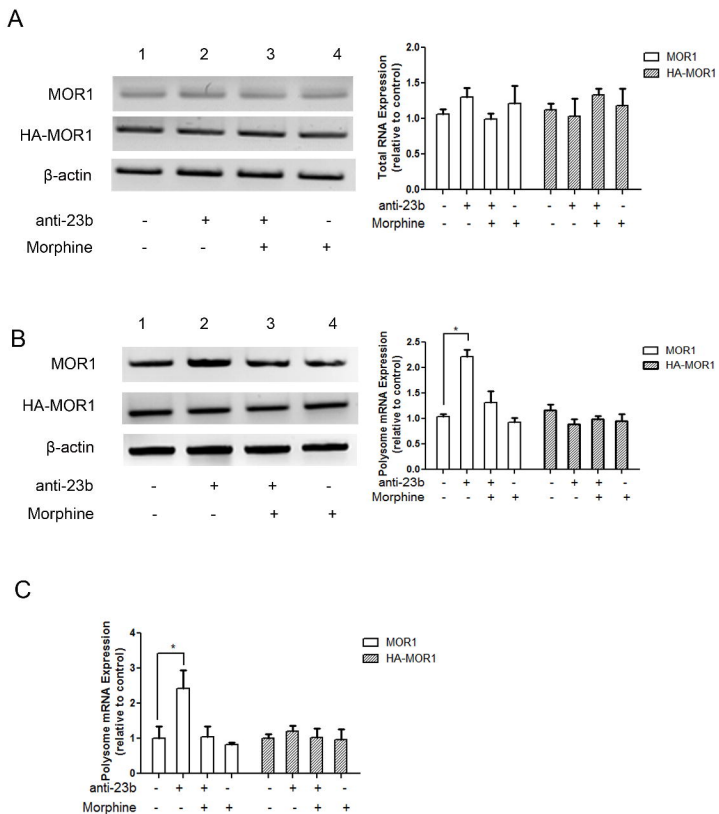 A
1 2 3 4
MOR1
HA-MOR1
β-actin
anti-23b - + + -
Morphine - - + +
Total RNA Expression
(relative to control)
2.0
1.5
1.0
0.5
0.0
MOR1
HA-MOR1
anti-23b - + + - - + + -
Morphine - - + + - - + +
B
1 2 3 4
MOR1
HA-MOR1
β-actin
anti-23b - + + -
Morphine - - + +
Polysome mRNA Expression
(relative to control)
2.5
2.0
1.5
1.0
0.5
0.0
*
MOR1
HA-MOR1
anti-23b - + + - - + + -
Morphine - - + + - - + +
C
Polysome mRNA Expression
(relative to control)
4
3
2
1
0
*
MOR1
HA-MOR1
anti-23b - + + - - + + -
Morphine - - + + - - + +